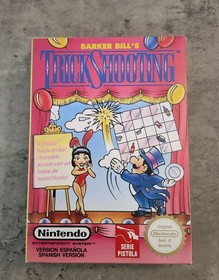 BARKER BILL'S
TRICK SHOOTING
Nintendo
ENTERTAINMENT SYSTEM
VERSION ESPAÑOLA
SPANISH VERSION
SERIE
PISTOLA
Original
Nintendo
Seal of
Quality